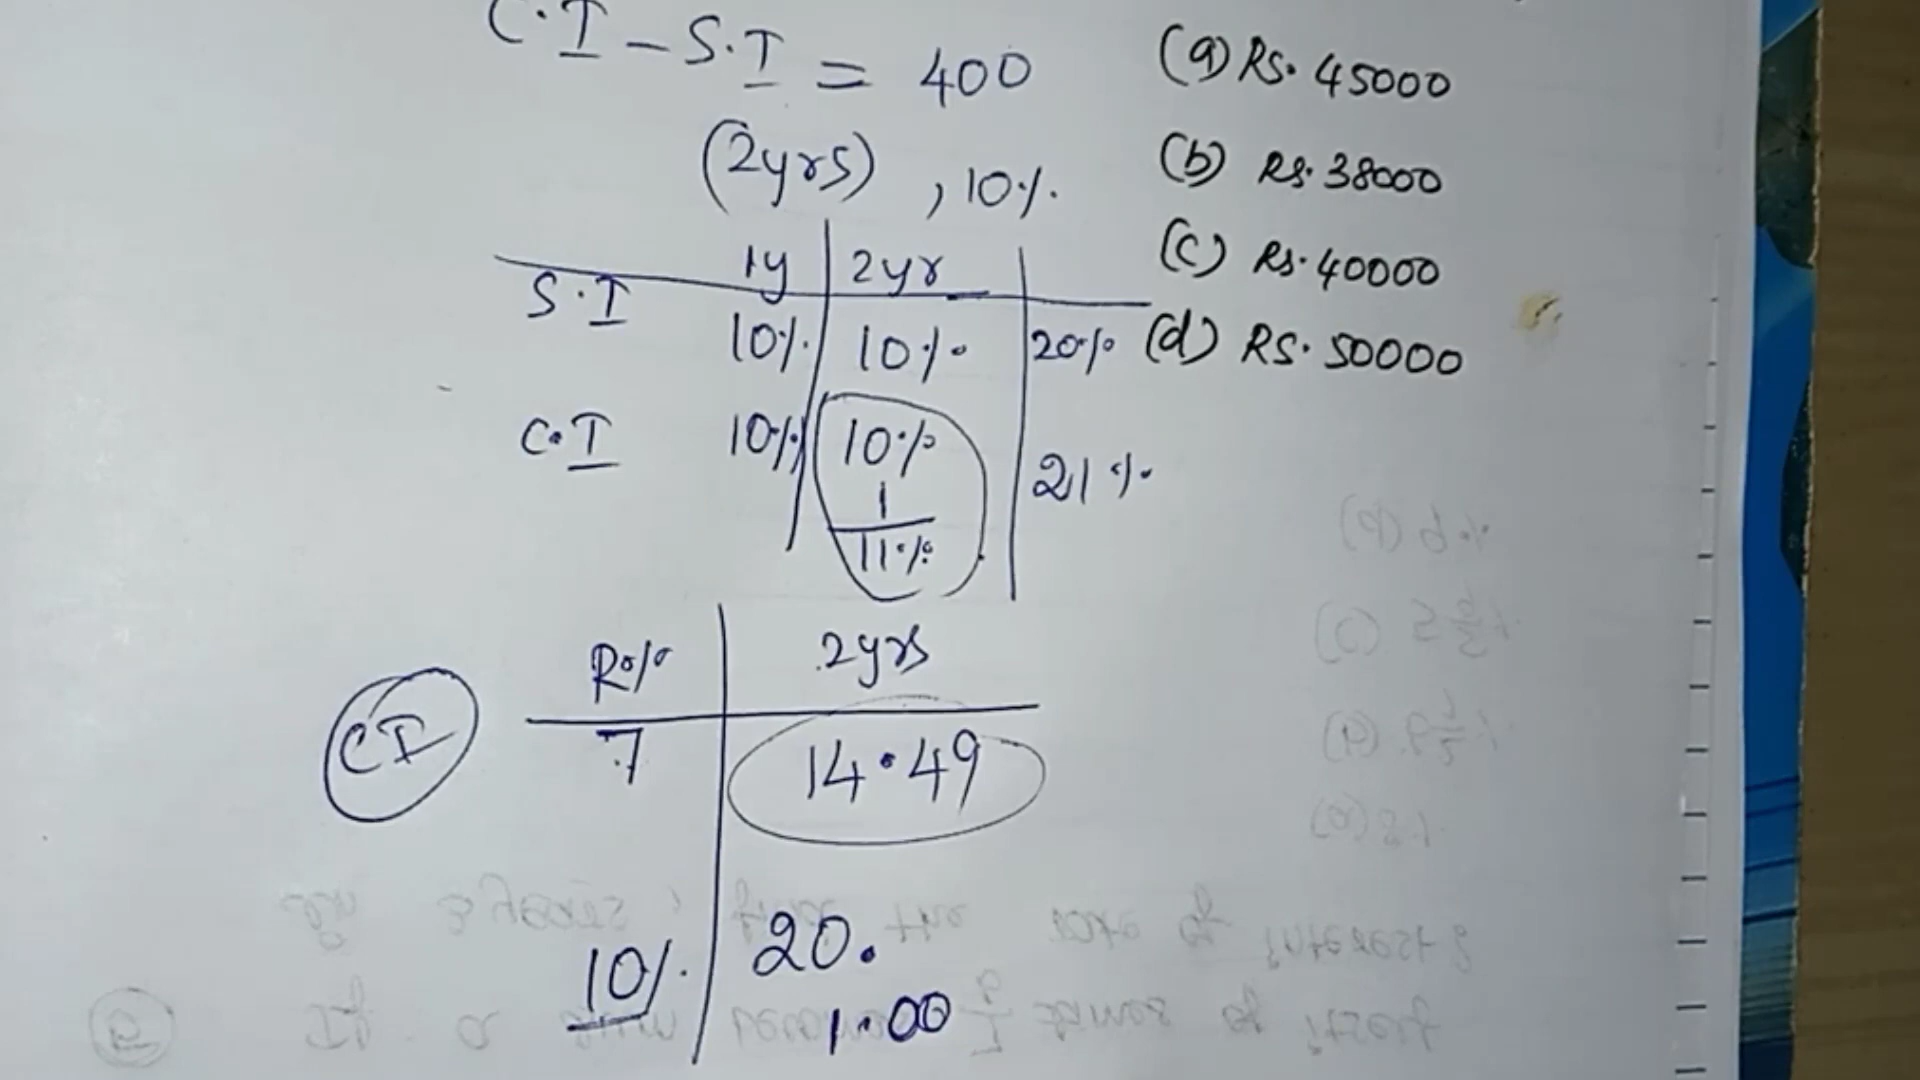 C.I - S.I = 400
(2yrs) , 10%.
(a) Rs. 45000
(b) Rs. 38000
(c) Rs. 40000
(d) Rs. 50000
1y 2yr
S.I 10% 10% 20%
C.I 10% 10% 21%
1
11%
R% 2yrs
CI 7 14.49
10% 20.
1.00